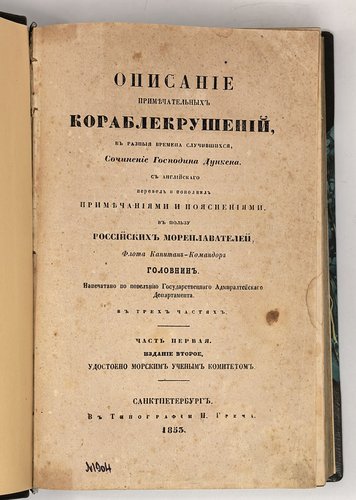 ОПИСАНІЕ
ПРИМѢЧАТЕЛЬНЫХЪ
КОРАБЛЕКРУШЕНІЙ,
ВЪ РАЗНЫЯ ВРЕМЕНА СЛУЧИВШИХСЯ,
Сочиненіе Господина Дункена.
СЪ АНГЛІЙСКАГО
перевелъ и пополнилъ
ПРИМѢЧАНІЯМИ И ПОЯСНЕНІЯМИ,
ВЪ ПОЛЬЗУ
РОССІЙСКИХЪ МОРЕПЛАВАТЕЛЕЙ,
Флота Капитанъ-Командоръ
ГОЛОВНИНЪ.
Напечатано по повелѣнію Государственнаго Адмиралтейскаго
Департамента.
ВЪ ТРЕХЪ ЧАСТЯХЪ.
ЧАСТЬ ПЕРВАЯ.
ИЗДАНІЕ ВТОРОЕ,
УДОСТОЕНО МОРСКИМЪ УЧЕНЫМЪ КОМИТЕТОМЪ.
САНКТПЕТЕРБУРГЪ.
Въ Типографіи Н. Греча.
1853.
№1904